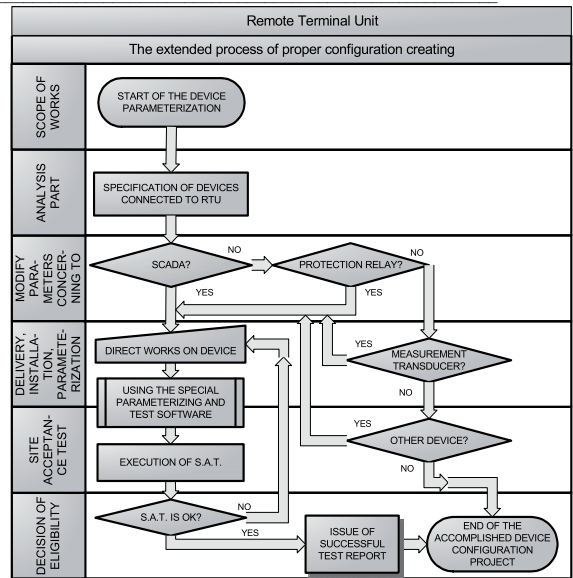 Remote Terminal Unit
The extended process of proper configuration creating
SCOPE OF
WORKS
START OF THE DEVICE
PARAMETERIZATION
ANALYSIS
PART
SPECIFICATION OF DEVICES
CONNECTED TO RTU
MODIFY
PARA-
METERS
CONCER-
NING TO
SCADA?
NO
PROTECTION RELAY?
NO
YES
YES
DELIVERY,
INSTALLA-
TION,
PARAMETE-
RIZATION
DIRECT WORKS ON DEVICE
YES
MEASUREMENT
TRANSDUCER?
NO
USING THE SPECIAL
PARAMETERIZING AND
TEST SOFTWARE
SITE
ACCEPTAN-
CE TEST
YES
OTHER DEVICE?
NO
EXECUTION OF S.A.T.
DECISION OF
ELIGIBILITY
S.A.T. IS OK?
NO
YES
ISSUE OF
SUCCESSFUL
TEST REPORT
END OF THE
ACCOMPLISHED DEVICE
CONFIGURATION
PROJECT